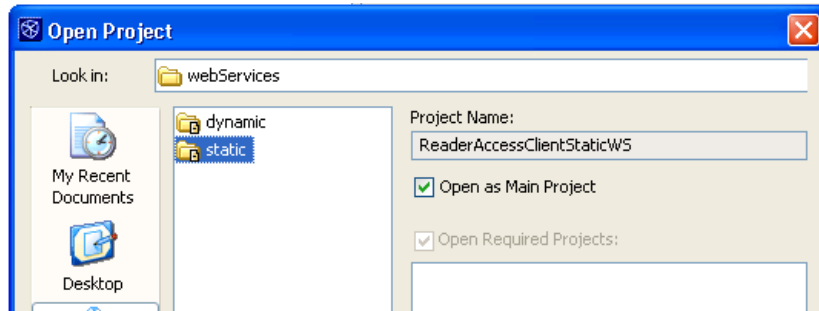 Open Project
Look in:
webServices
dynamic
static
Project Name:
ReaderAccessClientStaticWS
Open as Main Project
Open Required Projects:
My Recent
Documents
Desktop